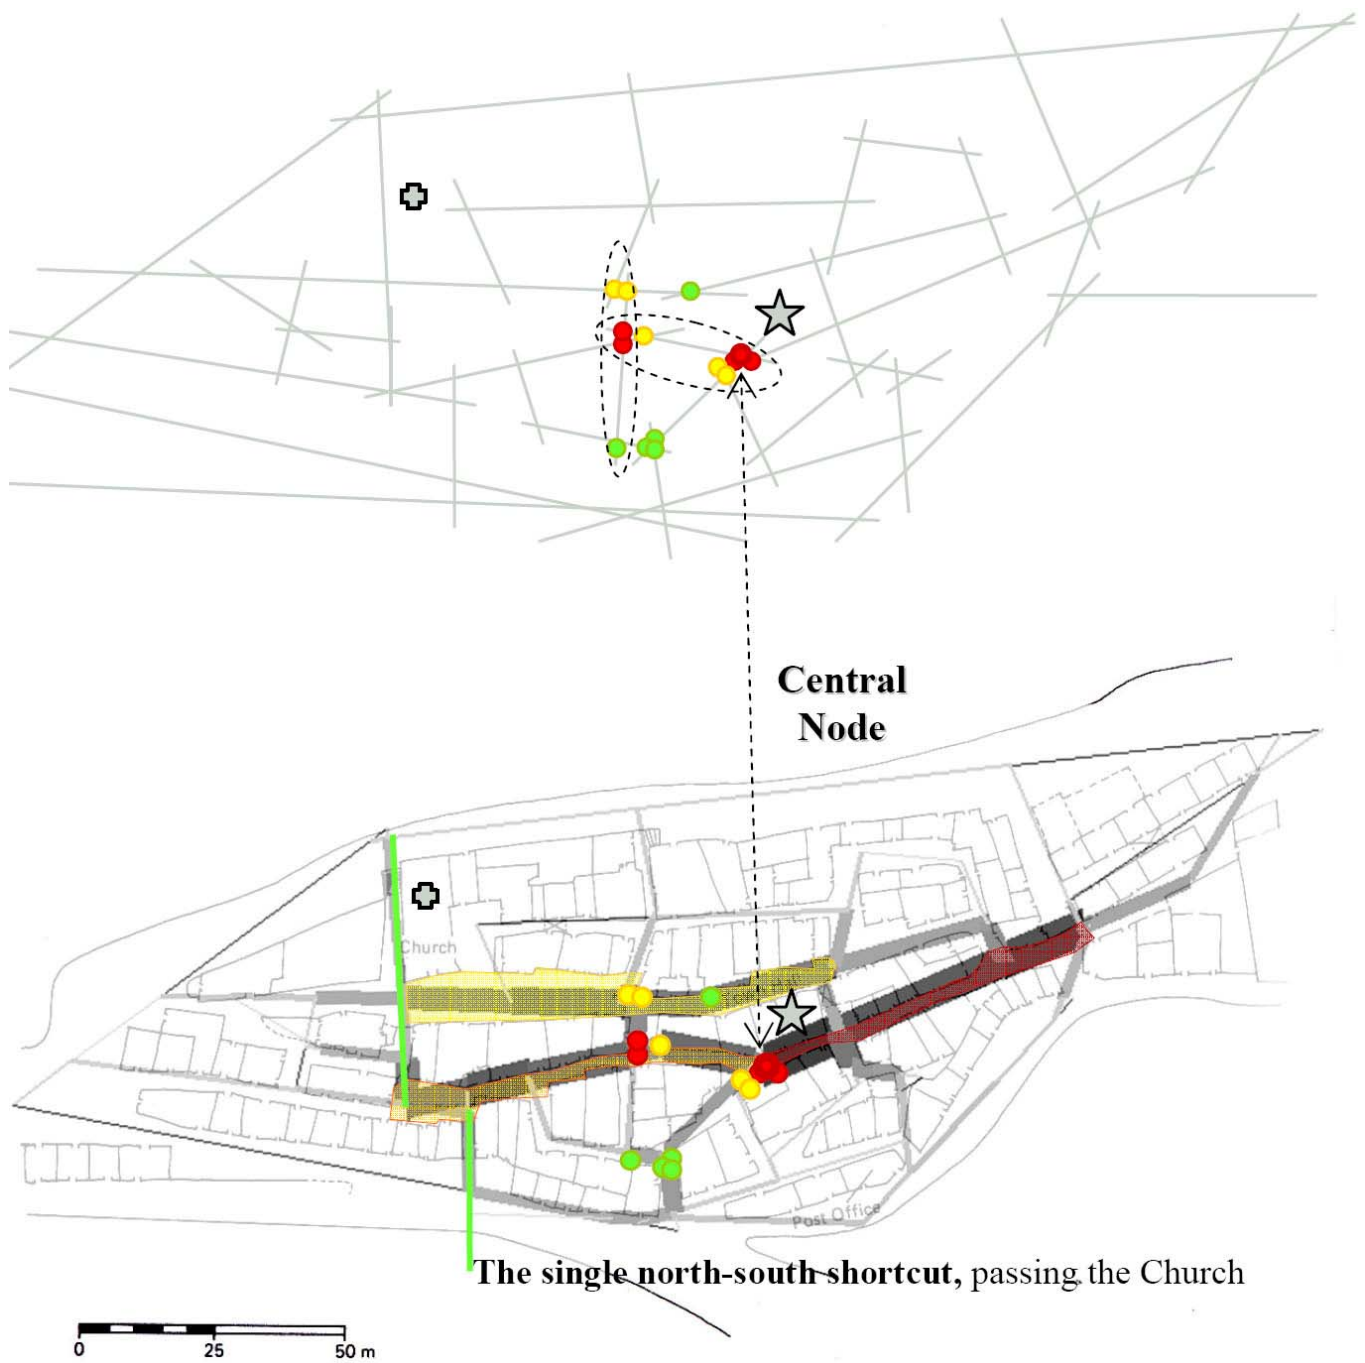 Central
Node
Church
Post Office
The single north-south shortcut, passing the Church
0 25 50 m